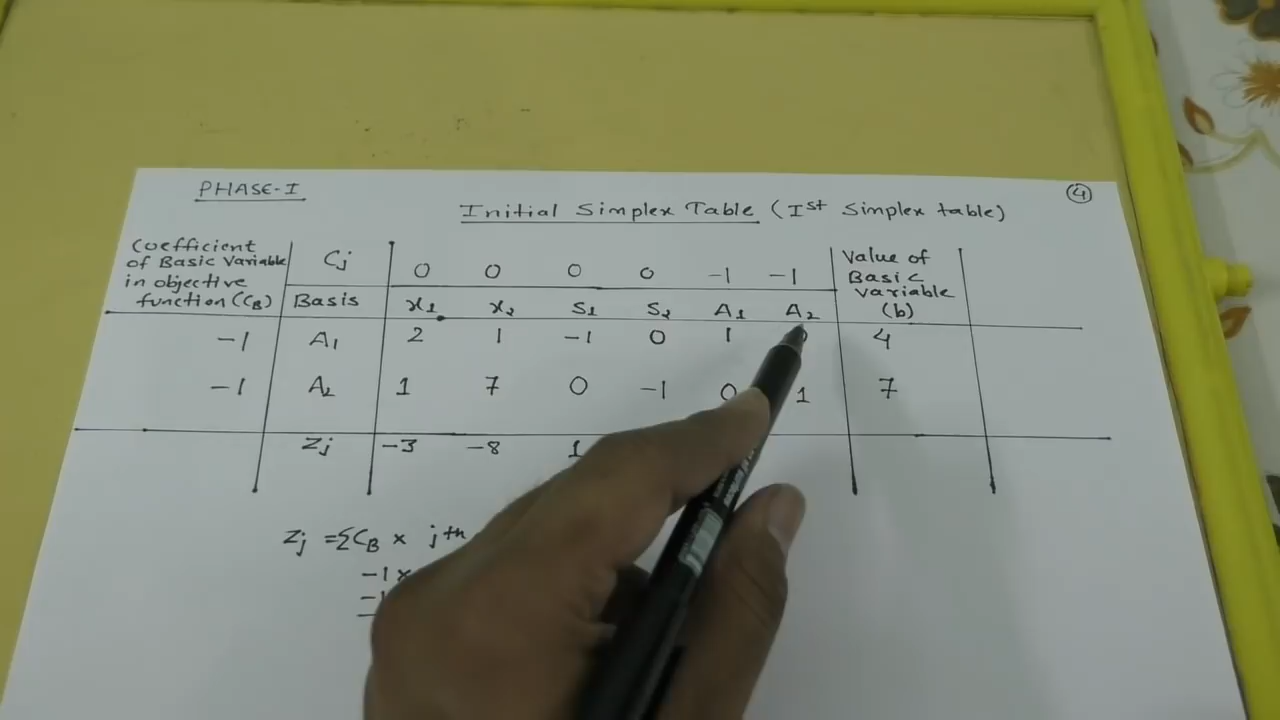 PHASE-I
4
Initial Simplex Table (Ist Simplex table)
Coefficient of Basic Variable in objective function (CB)
Cj 0 0 0 0 -1 -1
Value of Basic variable (b)
Basis x1 x2 S1 S2 A1 A2
-1 A1 2 1 -1 0 1 0 4
-1 A2 1 7 0 -1 0 1 7
Zj -3 -8 1
Zj = ΣCB × jth
-1×